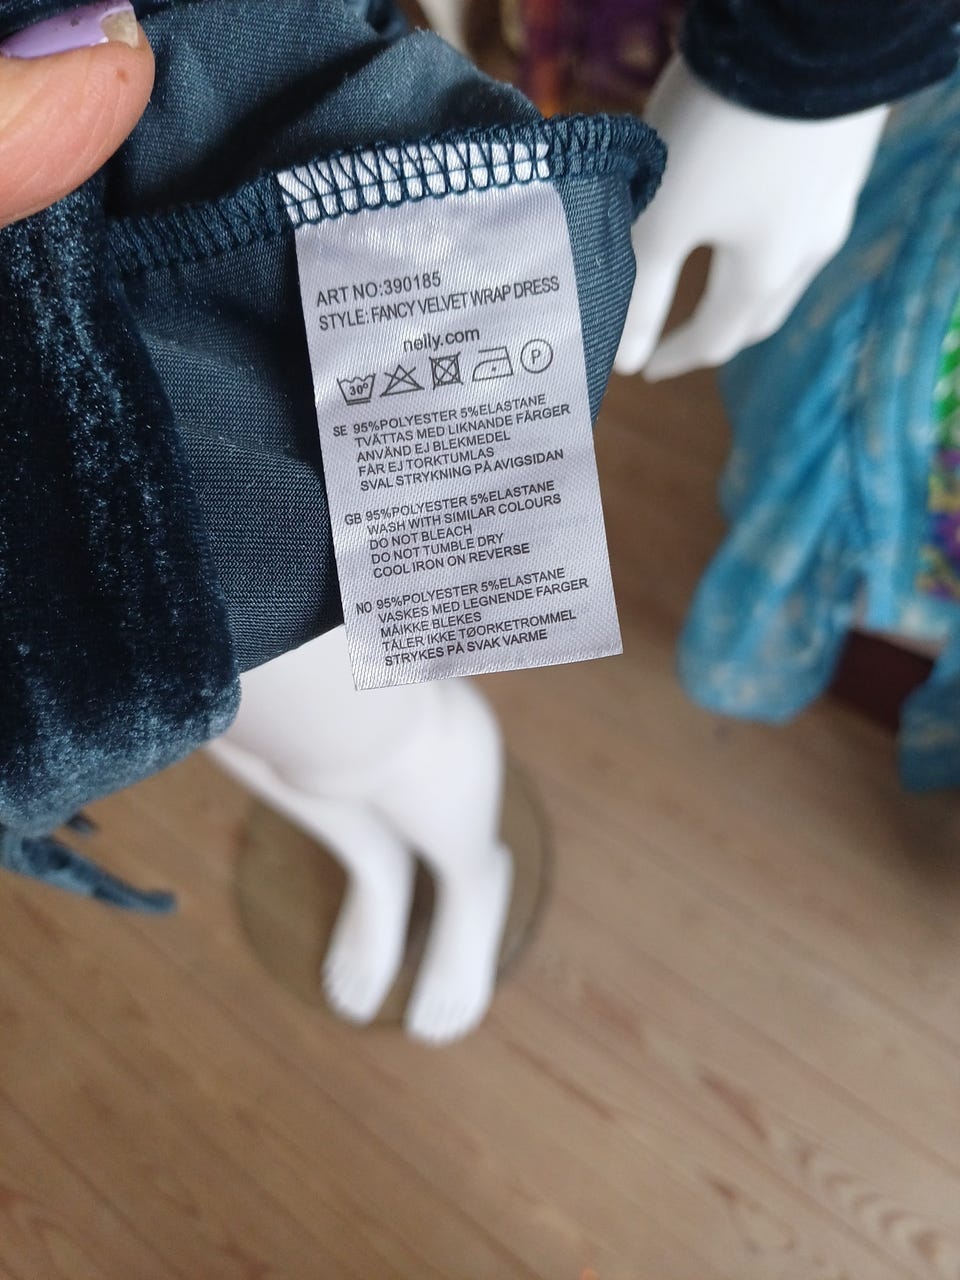 ART NO:390185
STYLE: FANCY VELVET WRAP DRESS
nelly.com
30° P
SE 95%POLYESTER 5%ELASTANE
TVÄTTAS MED LIKNANDE FÄRGER
ANVÄND EJ BLEKMEDEL
FÅR EJ TORKTUMLAS
SVAL STRYKNING PÅ AVIGSIDAN
GB 95%POLYESTER 5%ELASTANE
WASH WITH SIMILAR COLOURS
DO NOT BLEACH
DO NOT TUMBLE DRY
COOL IRON ON REVERSE
NO 95%POLYESTER 5%ELASTANE
VASKES MED LEGNENDE FARGER
MÅIKKE BLEKES
TÅLER IKKE TØORKETROMMEL
STRYKES PÅ SVAK VARME